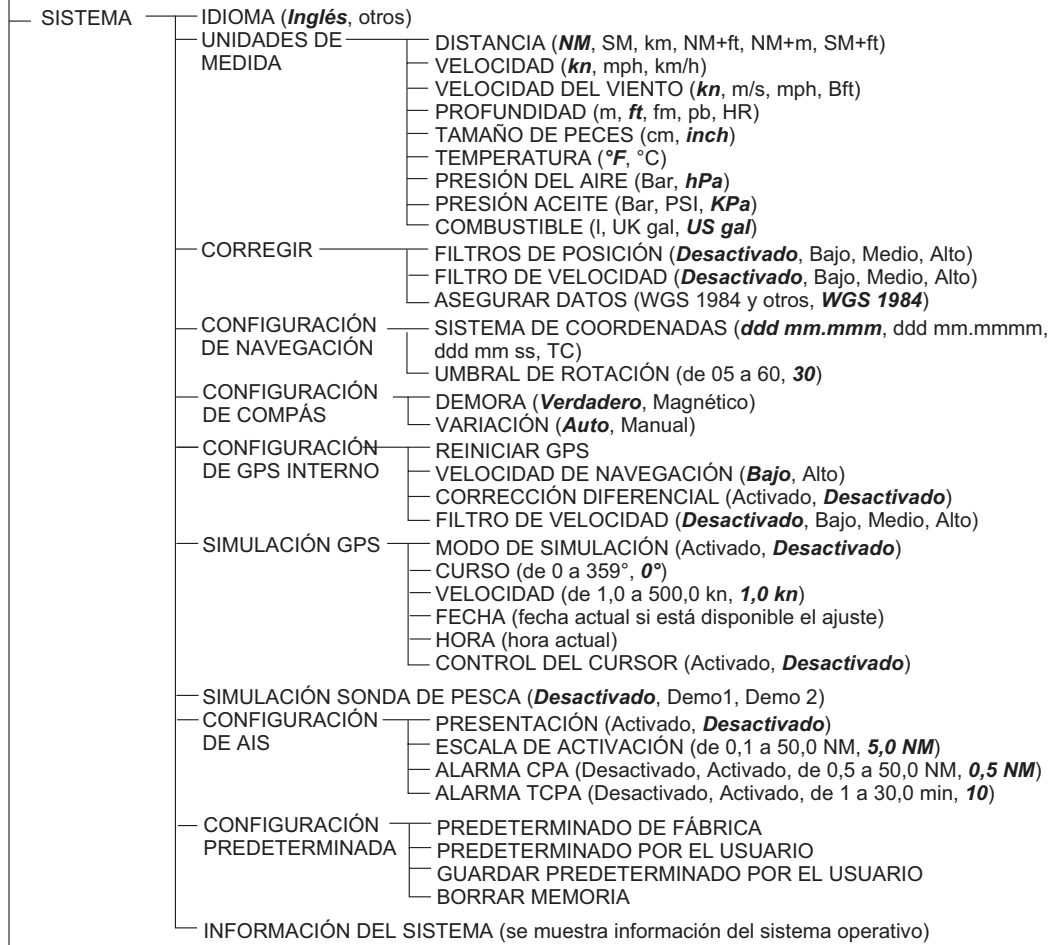 SISTEMA
IDIOMA (Inglés, otros)
UNIDADES DE
MEDIDA
DISTANCIA (NM, SM, km, NM+ft, NM+m, SM+ft)
VELOCIDAD (kn, mph, km/h)
VELOCIDAD DEL VIENTO (kn, m/s, mph, Bft)
PROFUNDIDAD (m, ft, fm, pb, HR)
TAMAÑO DE PECES (cm, inch)
TEMPERATURA (°F, °C)
PRESIÓN DEL AIRE (Bar, hPa)
PRESIÓN ACEITE (Bar, PSI, KPa)
COMBUSTIBLE (l, UK gal, US gal)
CORREGIR
FILTROS DE POSICIÓN (Desactivado, Bajo, Medio, Alto)
FILTRO DE VELOCIDAD (Desactivado, Bajo, Medio, Alto)
ASEGURAR DATOS (WGS 1984 y otros, WGS 1984)
CONFIGURACIÓN
DE NAVEGACIÓN
SISTEMA DE COORDENADAS (ddd mm.mmm, ddd mm.mmmm,
ddd mm ss, TC)
UMBRAL DE ROTACIÓN (de 05 a 60, 30)
CONFIGURACIÓN
DE COMPÁS
DEMORA (Verdadero, Magnético)
VARIACIÓN (Auto, Manual)
CONFIGURACIÓN
DE GPS INTERNO
REINICIAR GPS
VELOCIDAD DE NAVEGACIÓN (Bajo, Alto)
CORRECCIÓN DIFERENCIAL (Activado, Desactivado)
FILTRO DE VELOCIDAD (Desactivado, Bajo, Medio, Alto)
SIMULACIÓN GPS
MODO DE SIMULACIÓN (Activado, Desactivado)
CURSO (de 0 a 359°, 0°)
VELOCIDAD (de 1,0 a 500,0 kn, 1,0 kn)
FECHA (fecha actual si está disponible el ajuste)
HORA (hora actual)
CONTROL DEL CURSOR (Activado, Desactivado)
SIMULACIÓN SONDA DE PESCA (Desactivado, Demo1, Demo 2)
CONFIGURACIÓN
DE AIS
PRESENTACIÓN (Activado, Desactivado)
ESCALA DE ACTIVACIÓN (de 0,1 a 50,0 NM, 5,0 NM)
ALARMA CPA (Desactivado, Activado, de 0,5 a 50,0 NM, 0,5 NM)
ALARMA TCPA (Desactivado, Activado, de 1 a 30,0 min, 10)
CONFIGURACIÓN
PREDETERMINADA
PREDETERMINADO DE FÁBRICA
PREDETERMINADO POR EL USUARIO
GUARDAR PREDETERMINADO POR EL USUARIO
BORRAR MEMORIA
INFORMACIÓN DEL SISTEMA (se muestra información del sistema operativo)